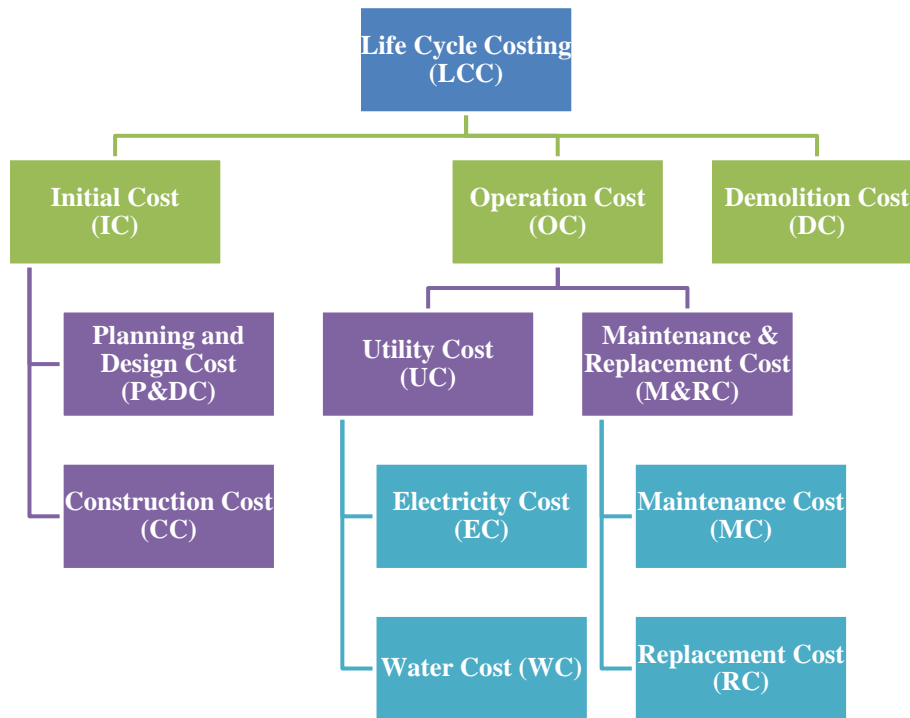 Life Cycle Costing
(LCC)
Initial Cost
(IC)
Operation Cost
(OC)
Demolition Cost
(DC)
Planning and
Design Cost
(P&DC)
Utility Cost
(UC)
Maintenance &
Replacement Cost
(M&RC)
Construction Cost
(CC)
Electricity Cost
(EC)
Maintenance Cost
(MC)
Water Cost (WC)
Replacement Cost
(RC)